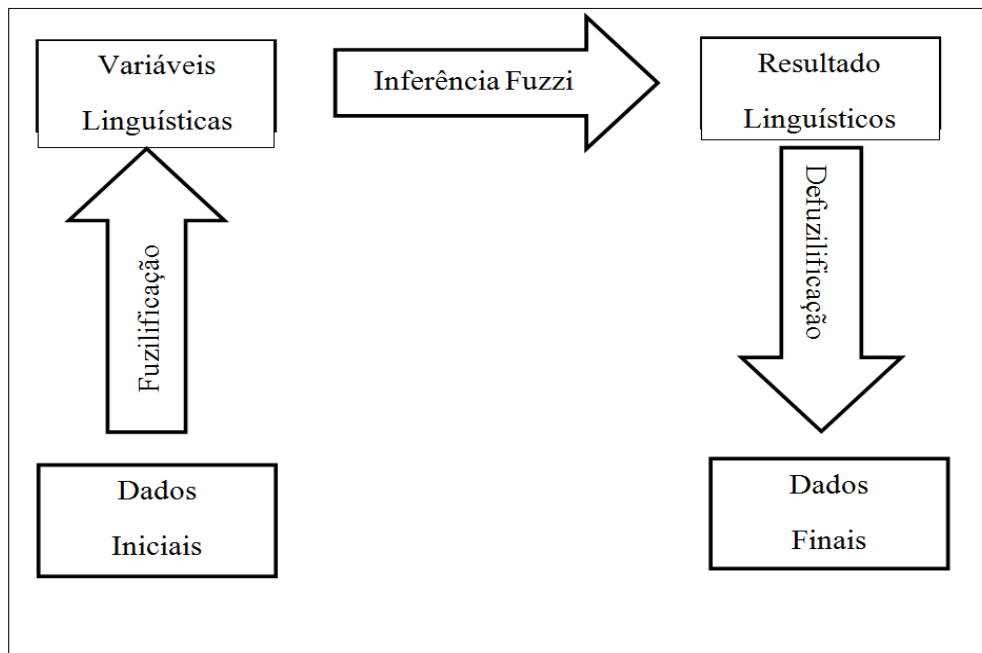 Variáveis
Linguísticas
Inferência Fuzzi
Resultado
Linguísticos
Fuzilificação
Defuzilificação
Dados
Iniciais
Dados
Finais